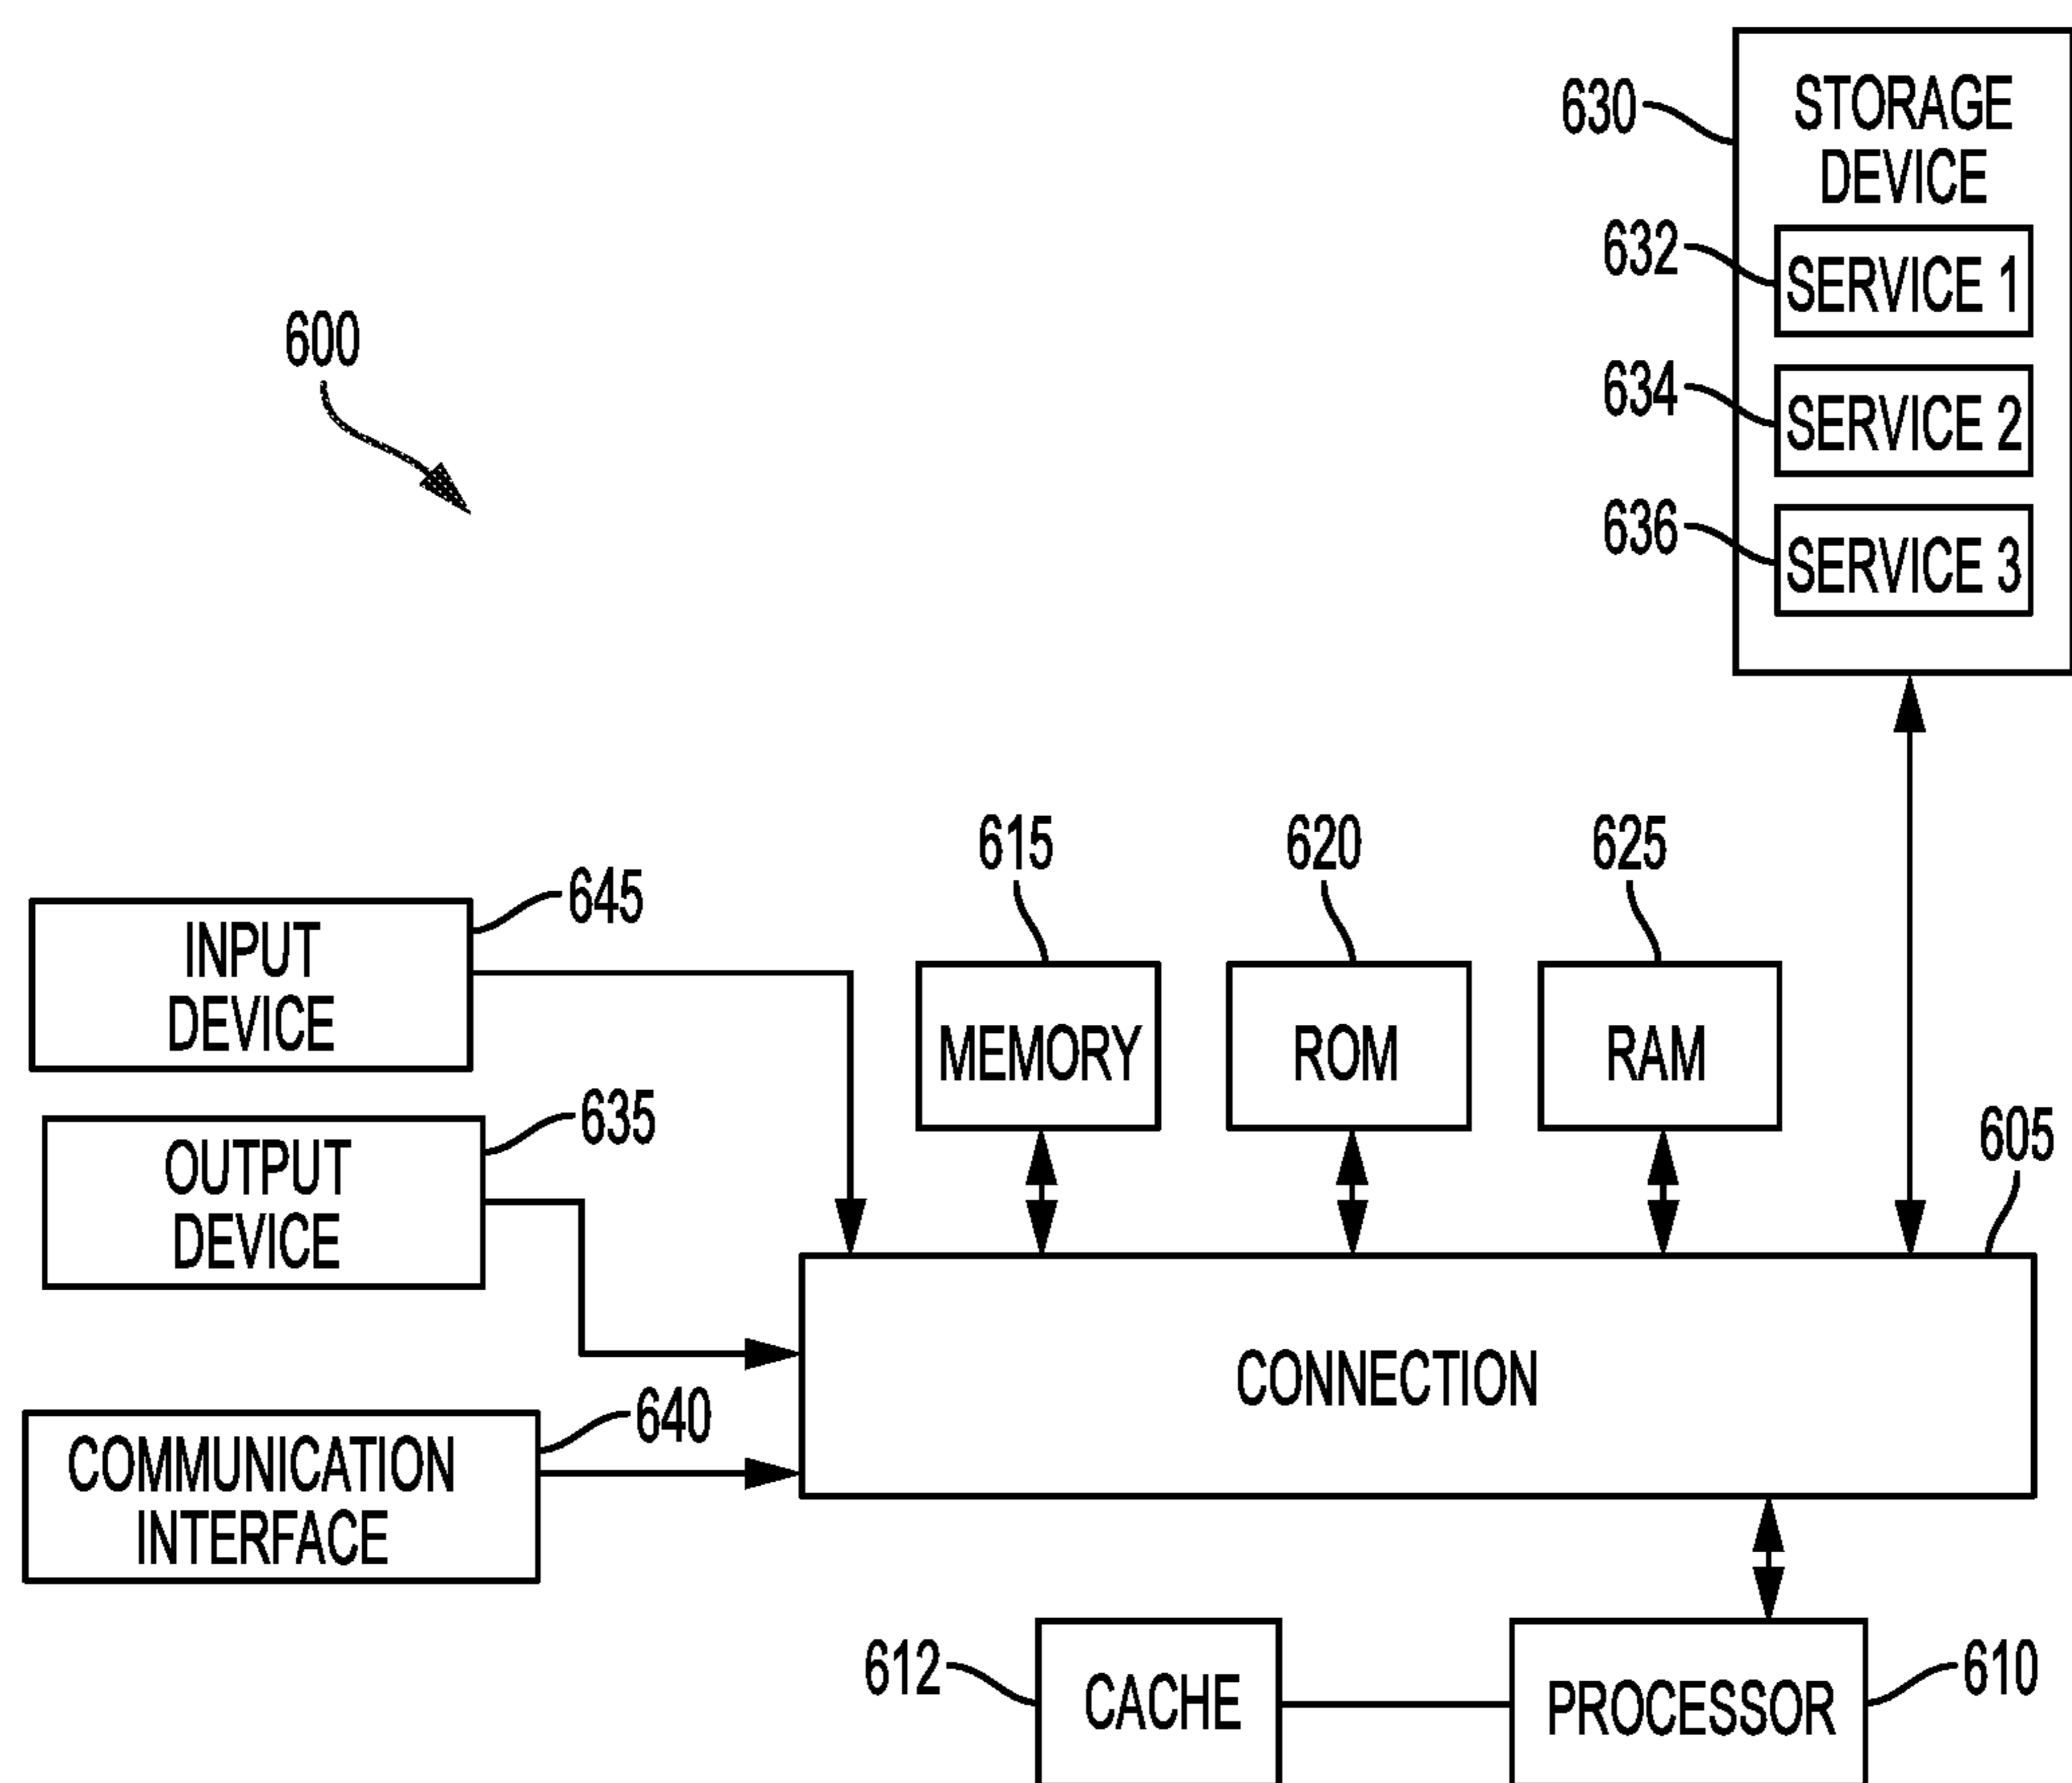 630
STORAGE
DEVICE
632
SERVICE 1
600
634
SERVICE 2
636
SERVICE 3
615
620
625
645
INPUT
DEVICE
MEMORY
ROM
RAM
635
605
OUTPUT
DEVICE
CONNECTION
640
COMMUNICATION
INTERFACE
612
CACHE
PROCESSOR
610